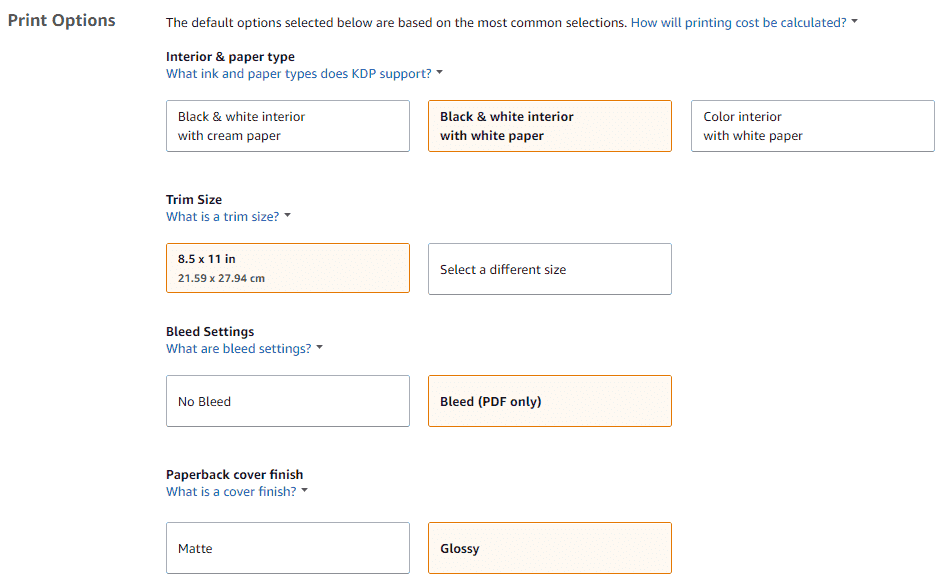 Print Options
The default options selected below are based on the most common selections. How will printing cost be calculated?
Interior & paper type
What ink and paper types does KDP support?
Black & white interior
with cream paper
Black & white interior
with white paper
Color interior
with white paper
Trim Size
What is a trim size?
8.5 x 11 in
21.59 x 27.94 cm
Select a different size
Bleed Settings
What are bleed settings?
No Bleed
Bleed (PDF only)
Paperback cover finish
What is a cover finish?
Matte
Glossy